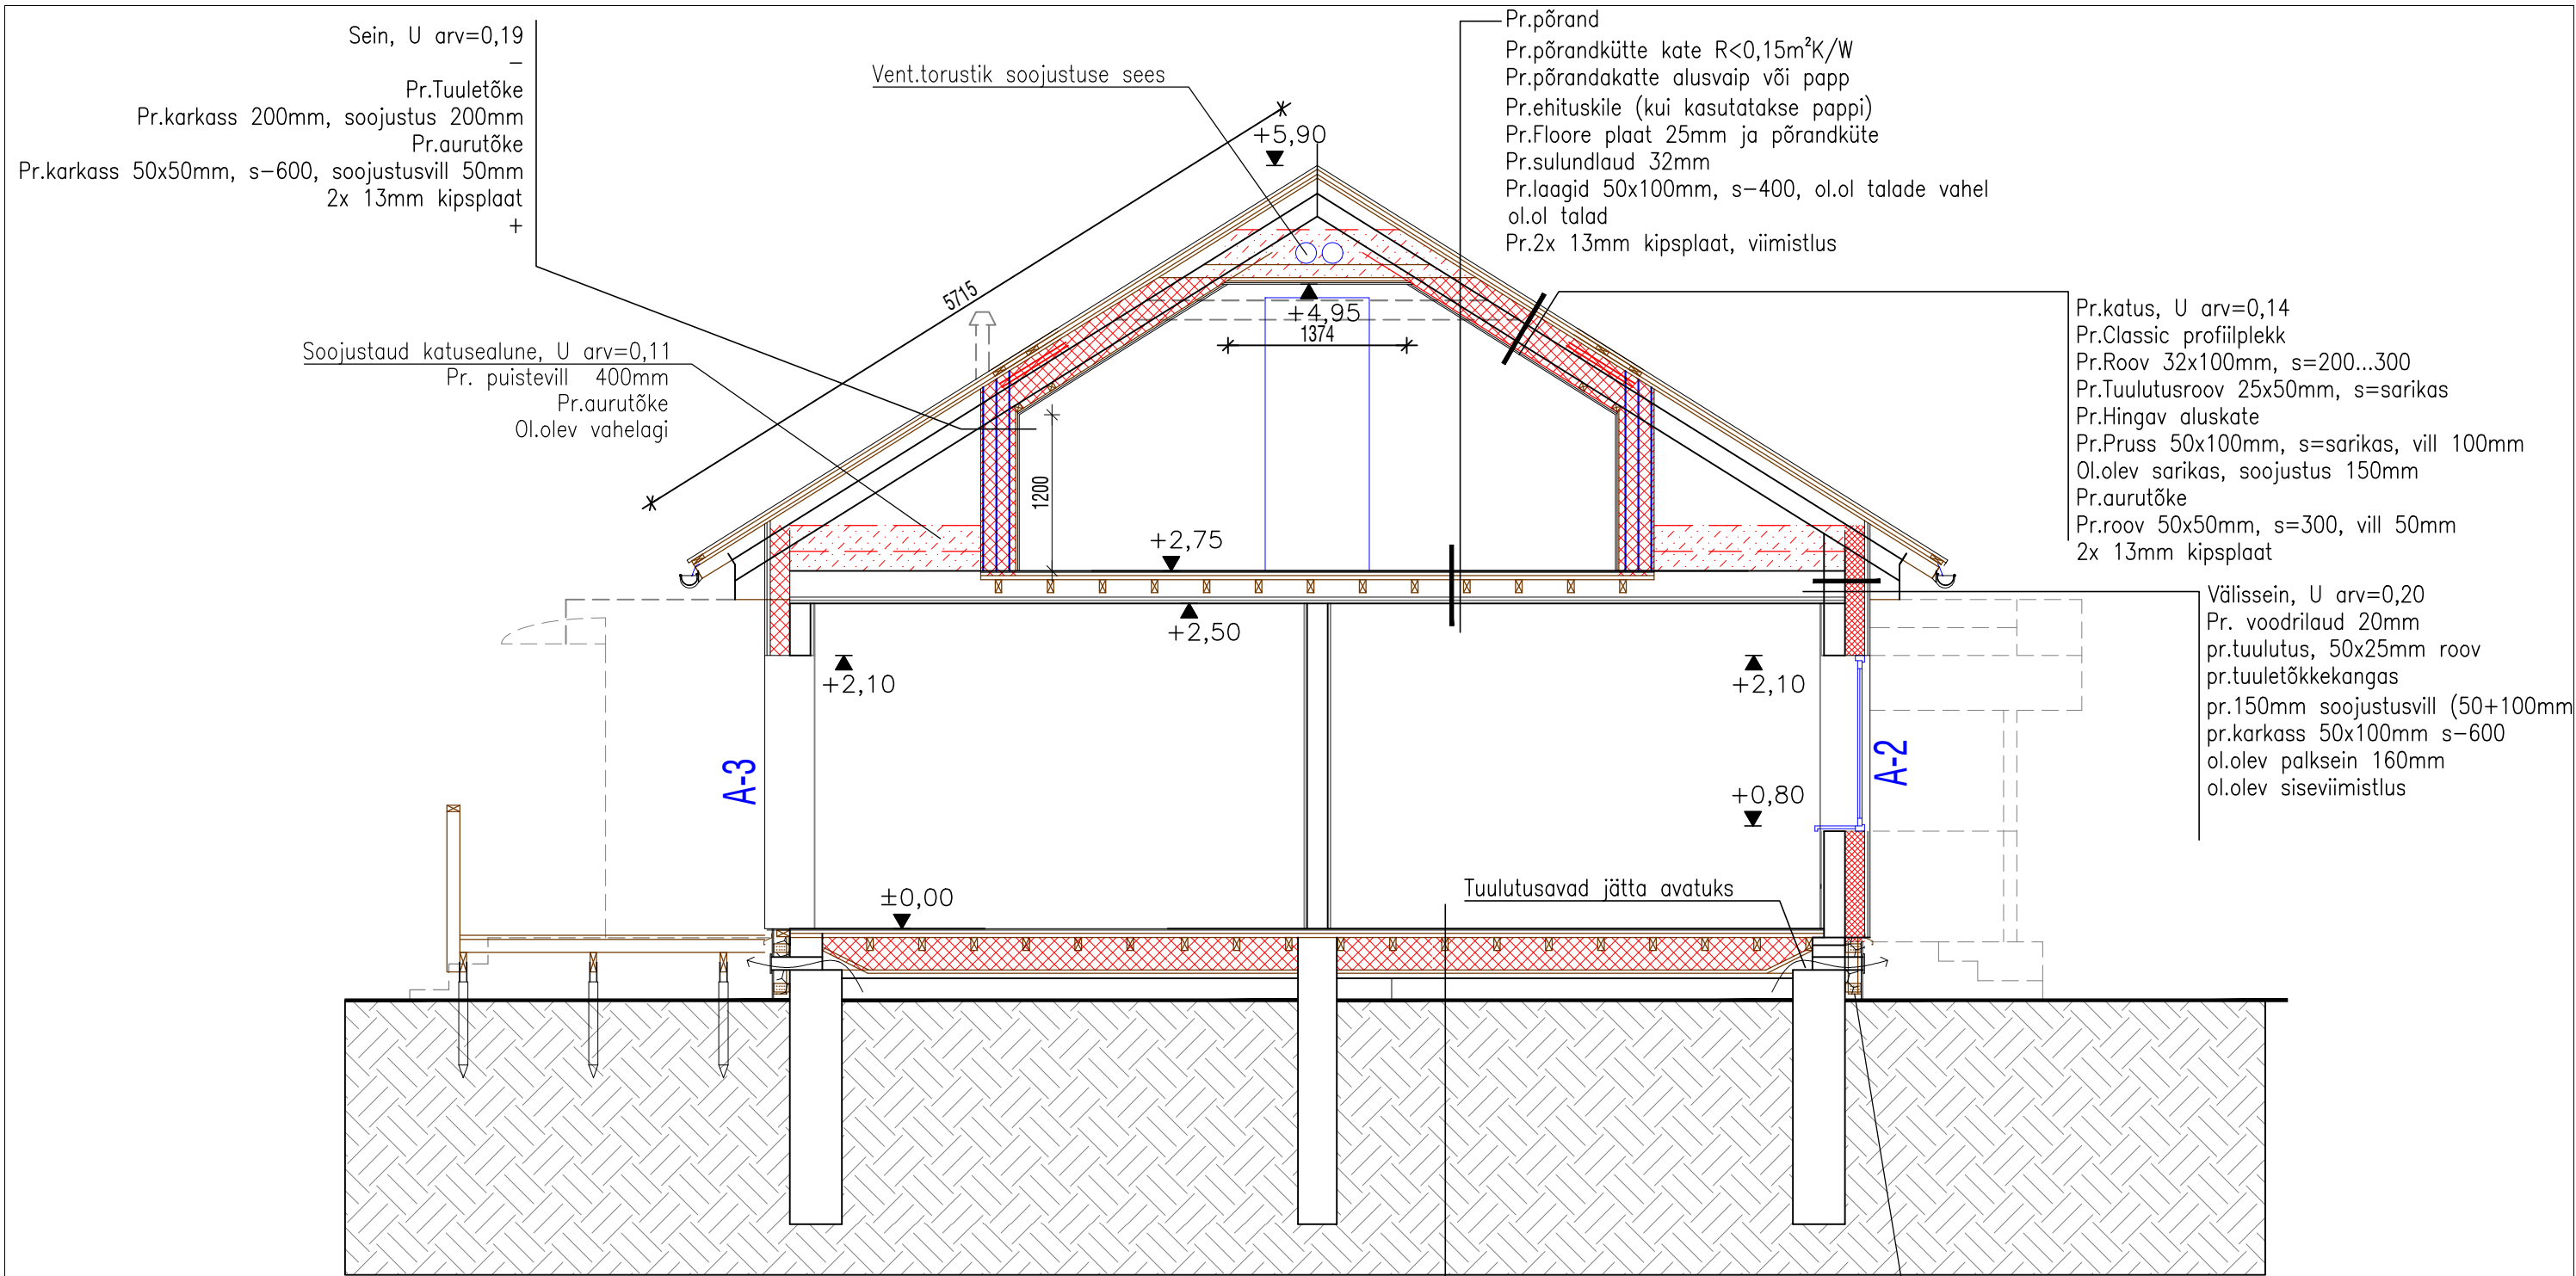 Sein, U arv=0,19
–
Pr.Tuuletõke
Pr.karkass 200mm, soojustus 200mm
Pr.aurutõke
Pr.karkass 50x50mm, s-600, soojustusvill 50mm
2x 13mm kipsplaat
+
Vent.torustik soojustuse sees
Pr.põrand
Pr.põrandkütte kate R<0,15m²K/W
Pr.põrandakatte alusvaip või papp
Pr.ehituskile (kui kasutatakse pappi)
Pr.Floore plaat 25mm ja põrandküte
Pr.sulundlaud 32mm
Pr.laagid 50x100mm, s-400, ol.ol talade vahel
ol.ol talad
Pr.2x 13mm kipsplaat, viimistlus
+5,90
5715
+4,95
1374
Soojustaud katusealune, U arv=0,11
Pr. puistevill 400mm
Pr.aurutõke
Ol.olev vahelagi
Pr.katus, U arv=0,14
Pr.Classic profiilplekk
Pr.Roov 32x100mm, s=200...300
Pr.Tuulutusroov 25x50mm, s=sarikas
Pr.Hingav aluskate
Pr.Pruss 50x100mm, s=sarikas, vill 100mm
Ol.olev sarikas, soojustus 150mm
Pr.aurutõke
Pr.roov 50x50mm, s=300, vill 50mm
2x 13mm kipsplaat
1200
+2,75
+2,50
+2,10
+2,10
Välissein, U arv=0,20
Pr. voodrilaud 20mm
pr.tuulutus, 50x25mm roov
pr.tuuletõkkekangas
pr.150mm soojustusvill (50+100mm
pr.karkass 50x100mm s-600
ol.olev palksein 160mm
ol.olev siseviimistlus
A-3
A-2
+0,80
±0,00
Tuulutusavad jätta avatuks